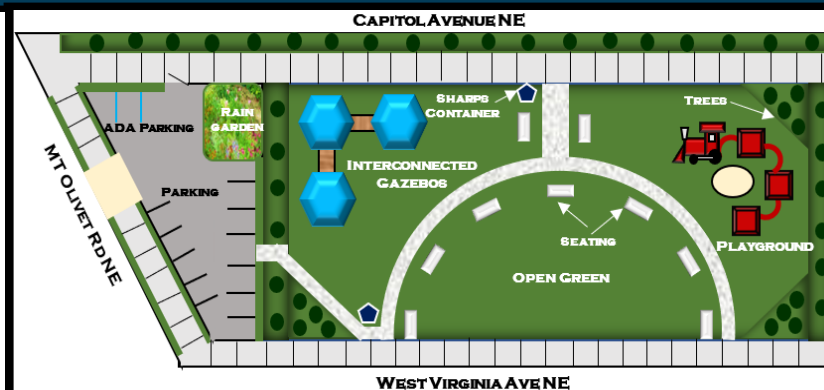 CAPITOL AVENUE NE
SHARPS
CONTAINER
TREES
RAIN
GARDEN
ADA PARKING
INTERCONNECTED
GAZEBOS
PARKING
MT OLIVET RD NE
SEATING
PLAYGROUND
OPEN GREEN
WEST VIRGINIA AVE NE